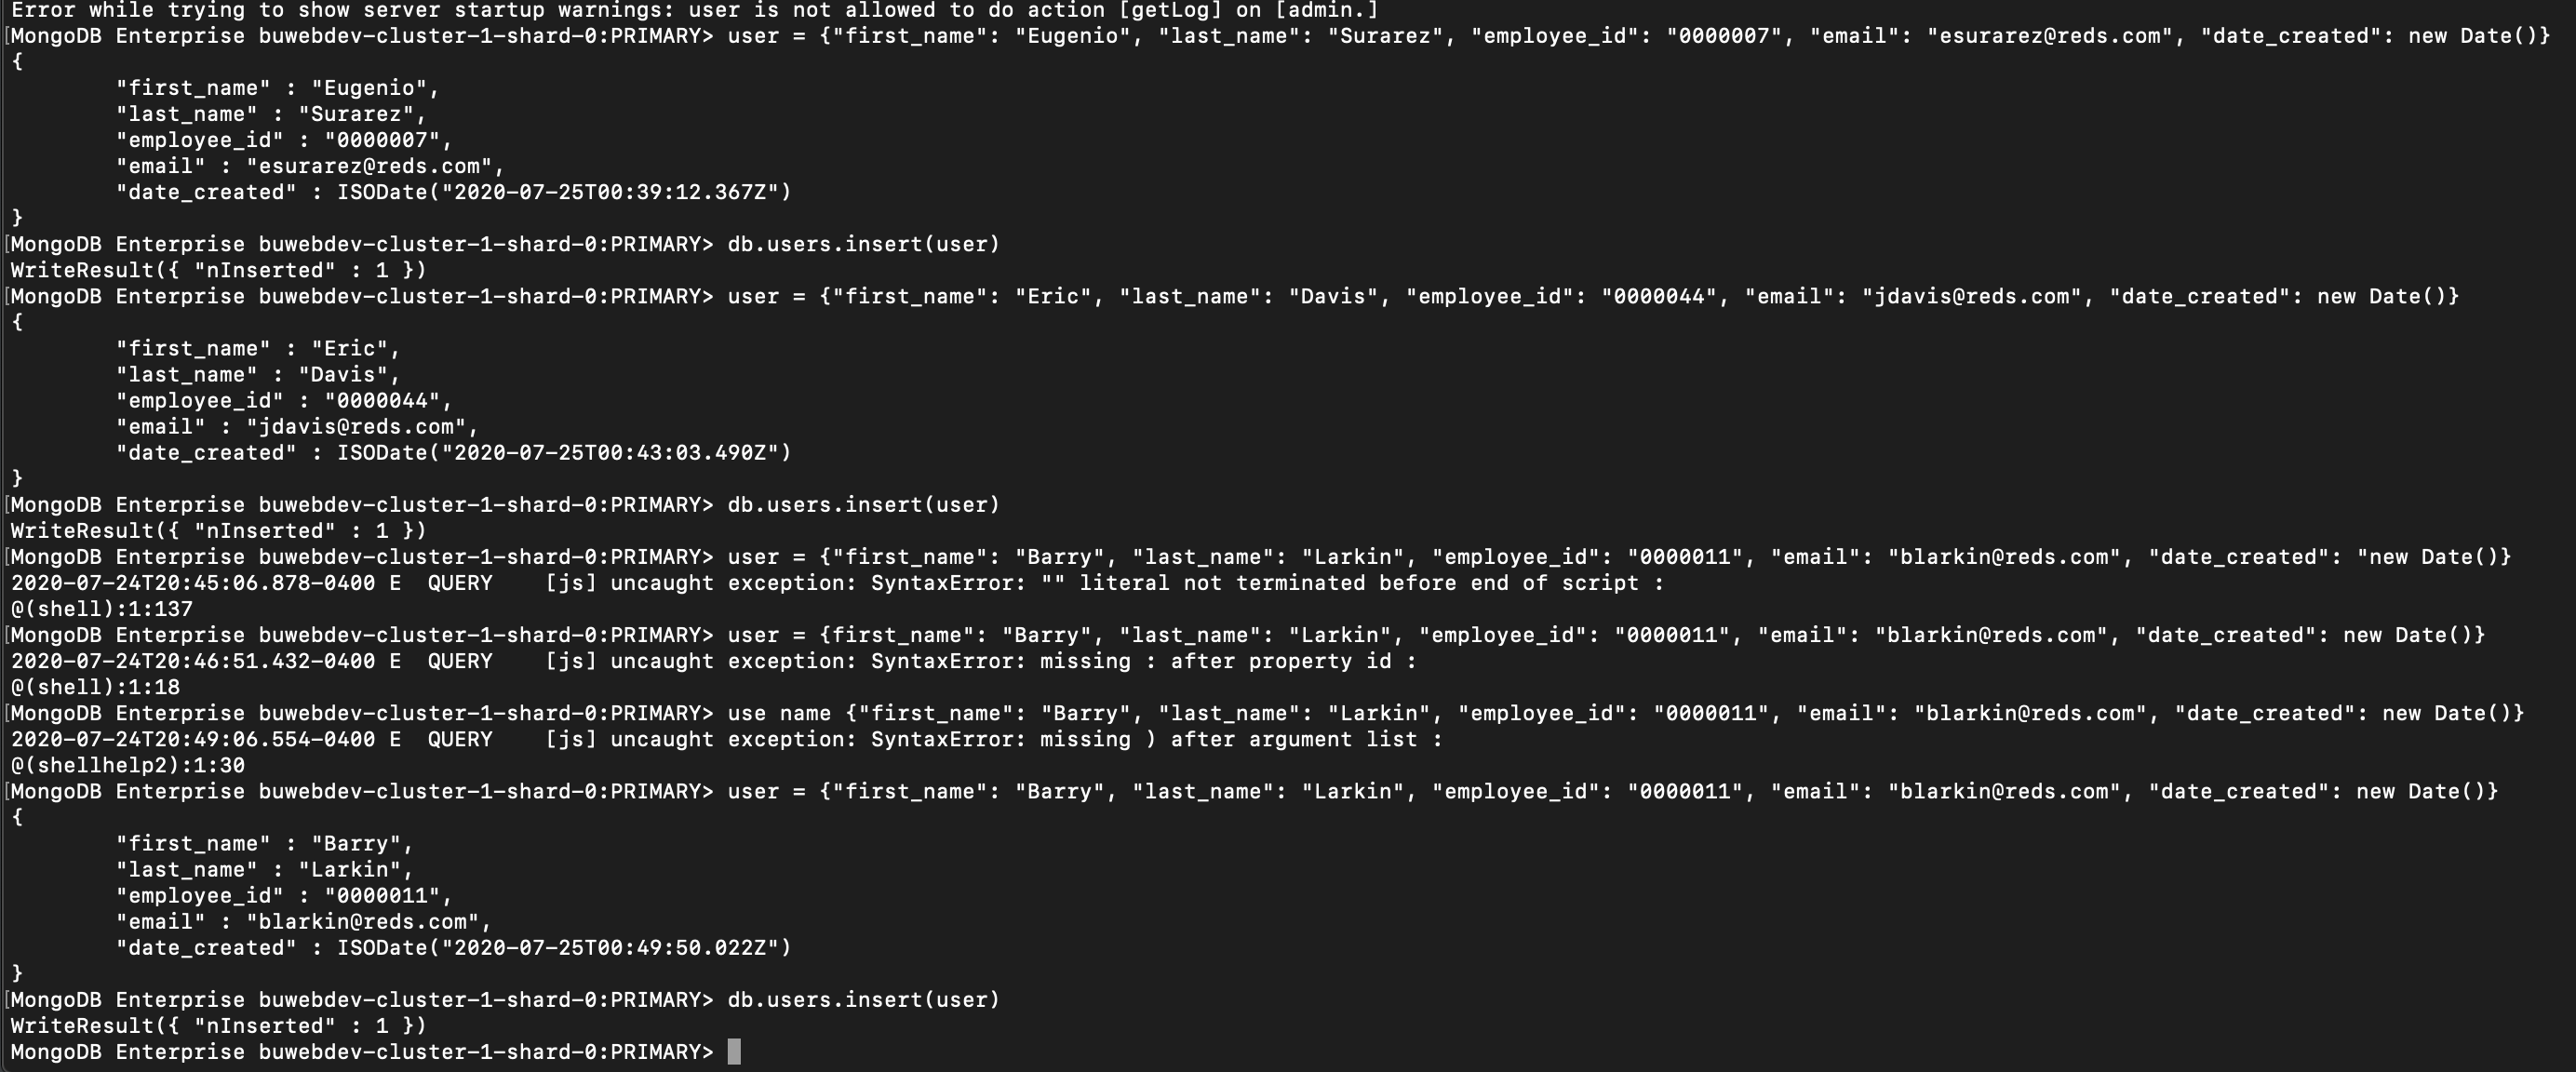 Error while trying to show server startup warnings: user is not allowed to do action [getLog] on [admin.]
[MongoDB Enterprise buwebdev-cluster-1-shard-0:PRIMARY> user = {"first_name": "Eugenio", "last_name": "Surarez", "employee_id": "0000007", "email": "esurarez@reds.com", "date_created": new Date()}
{
        "first_name" : "Eugenio",
        "last_name" : "Surarez",
        "employee_id" : "0000007",
        "email" : "esurarez@reds.com",
        "date_created" : ISODate("2020-07-25T00:39:12.367Z")
}
[MongoDB Enterprise buwebdev-cluster-1-shard-0:PRIMARY> db.users.insert(user)
WriteResult({ "nInserted" : 1 })
[MongoDB Enterprise buwebdev-cluster-1-shard-0:PRIMARY> user = {"first_name": "Eric", "last_name": "Davis", "employee_id": "0000044", "email": "jdavis@reds.com", "date_created": new Date()}
{
        "first_name" : "Eric",
        "last_name" : "Davis",
        "employee_id" : "0000044",
        "email" : "jdavis@reds.com",
        "date_created" : ISODate("2020-07-25T00:43:03.490Z")
}
[MongoDB Enterprise buwebdev-cluster-1-shard-0:PRIMARY> db.users.insert(user)
WriteResult({ "nInserted" : 1 })
[MongoDB Enterprise buwebdev-cluster-1-shard-0:PRIMARY> user = {"first_name": "Barry", "last_name": "Larkin", "employee_id": "0000011", "email": "blarkin@reds.com", "date_created": "new Date()}
2020-07-24T20:45:06.878-0400 E  QUERY    [js] uncaught exception: SyntaxError: "" literal not terminated before end of script :
@(shell):1:137
[MongoDB Enterprise buwebdev-cluster-1-shard-0:PRIMARY> user = {first_name": "Barry", "last_name": "Larkin", "employee_id": "0000011", "email": "blarkin@reds.com", "date_created": new Date()}
2020-07-24T20:46:51.432-0400 E  QUERY    [js] uncaught exception: SyntaxError: missing : after property id :
@(shell):1:18
[MongoDB Enterprise buwebdev-cluster-1-shard-0:PRIMARY> use name {"first_name": "Barry", "last_name": "Larkin", "employee_id": "0000011", "email": "blarkin@reds.com", "date_created": new Date()}
2020-07-24T20:49:06.554-0400 E  QUERY    [js] uncaught exception: SyntaxError: missing ) after argument list :
@(shellhelp2):1:30
[MongoDB Enterprise buwebdev-cluster-1-shard-0:PRIMARY> user = {"first_name": "Barry", "last_name": "Larkin", "employee_id": "0000011", "email": "blarkin@reds.com", "date_created": new Date()}
{
        "first_name" : "Barry",
        "last_name" : "Larkin",
        "employee_id" : "0000011",
        "email" : "blarkin@reds.com",
        "date_created" : ISODate("2020-07-25T00:49:50.022Z")
}
[MongoDB Enterprise buwebdev-cluster-1-shard-0:PRIMARY> db.users.insert(user)
WriteResult({ "nInserted" : 1 })
MongoDB Enterprise buwebdev-cluster-1-shard-0:PRIMARY>